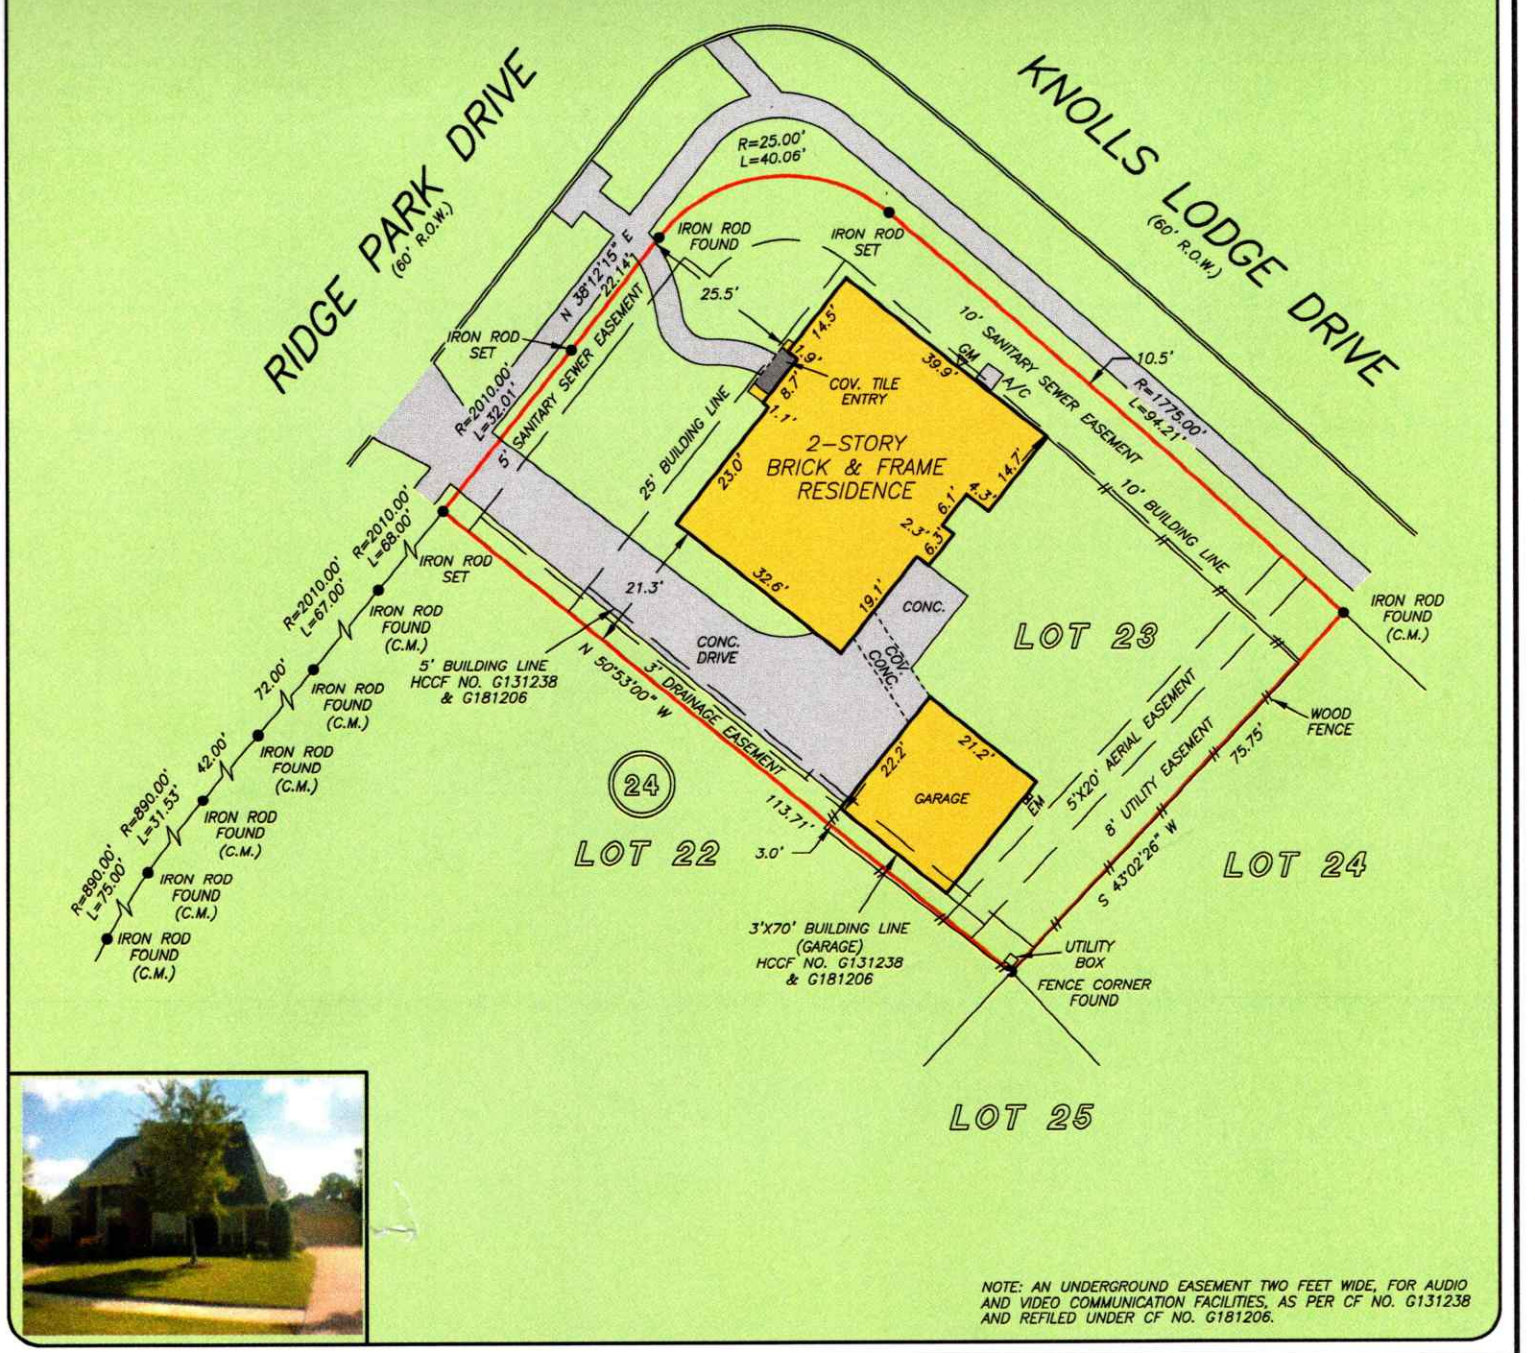 RIDGE PARK DRIVE
(60' R.O.W.)
KNOLLS LODGE DRIVE
(60' R.O.W.)
R=25.00'
L=40.06'
IRON ROD
FOUND
IRON ROD
SET
N 38°12'15" E
22.14'
IRON ROD
SET
25.5'
14.5'
1.9'
8.7'
1.1'
COV. TILE
ENTRY
39.9'
GM
A/C
10' SANITARY SEWER EASEMENT
10.5'
R=1775.00'
L=94.21'
R=2010.00'
L=32.01'
5' SANITARY SEWER EASEMENT
25' BUILDING LINE
23.0'
2-STORY
BRICK & FRAME
RESIDENCE
14.7'
4.3'
6.1'
2.3'
6.3'
10' BUILDING LINE
R=2010.00'
L=68.00'
IRON ROD
SET
21.3'
32.6'
19.1'
CONC.
COV.
CONC.
CONC.
DRIVE
LOT 23
IRON ROD
FOUND
(C.M.)
R=2010.00'
L=67.00'
IRON ROD
FOUND
(C.M.)
5' BUILDING LINE
HCCF NO. G131238
& G181206
N 50°53'00" W
3' DRAINAGE EASEMENT
72.00'
IRON ROD
FOUND
(C.M.)
WOOD
FENCE
75.75'
5'X20' AERIAL EASEMENT
8' UTILITY EASEMENT
S 43°02'26" W
42.00'
IRON ROD
FOUND
(C.M.)
24
LOT 22
22.2'
21.2'
GARAGE
EM
113.71'
3.0'
LOT 24
R=890.00'
L=31.53'
IRON ROD
FOUND
(C.M.)
R=890.00'
L=75.00'
IRON ROD
FOUND
(C.M.)
IRON ROD
FOUND
(C.M.)
3'X70' BUILDING LINE
(GARAGE)
HCCF NO. G131238
& G181206
UTILITY
BOX
FENCE CORNER
FOUND
LOT 25
NOTE: AN UNDERGROUND EASEMENT TWO FEET WIDE, FOR AUDIO
AND VIDEO COMMUNICATION FACILITIES, AS PER CF NO. G131238
AND REFILED UNDER CF NO. G181206.